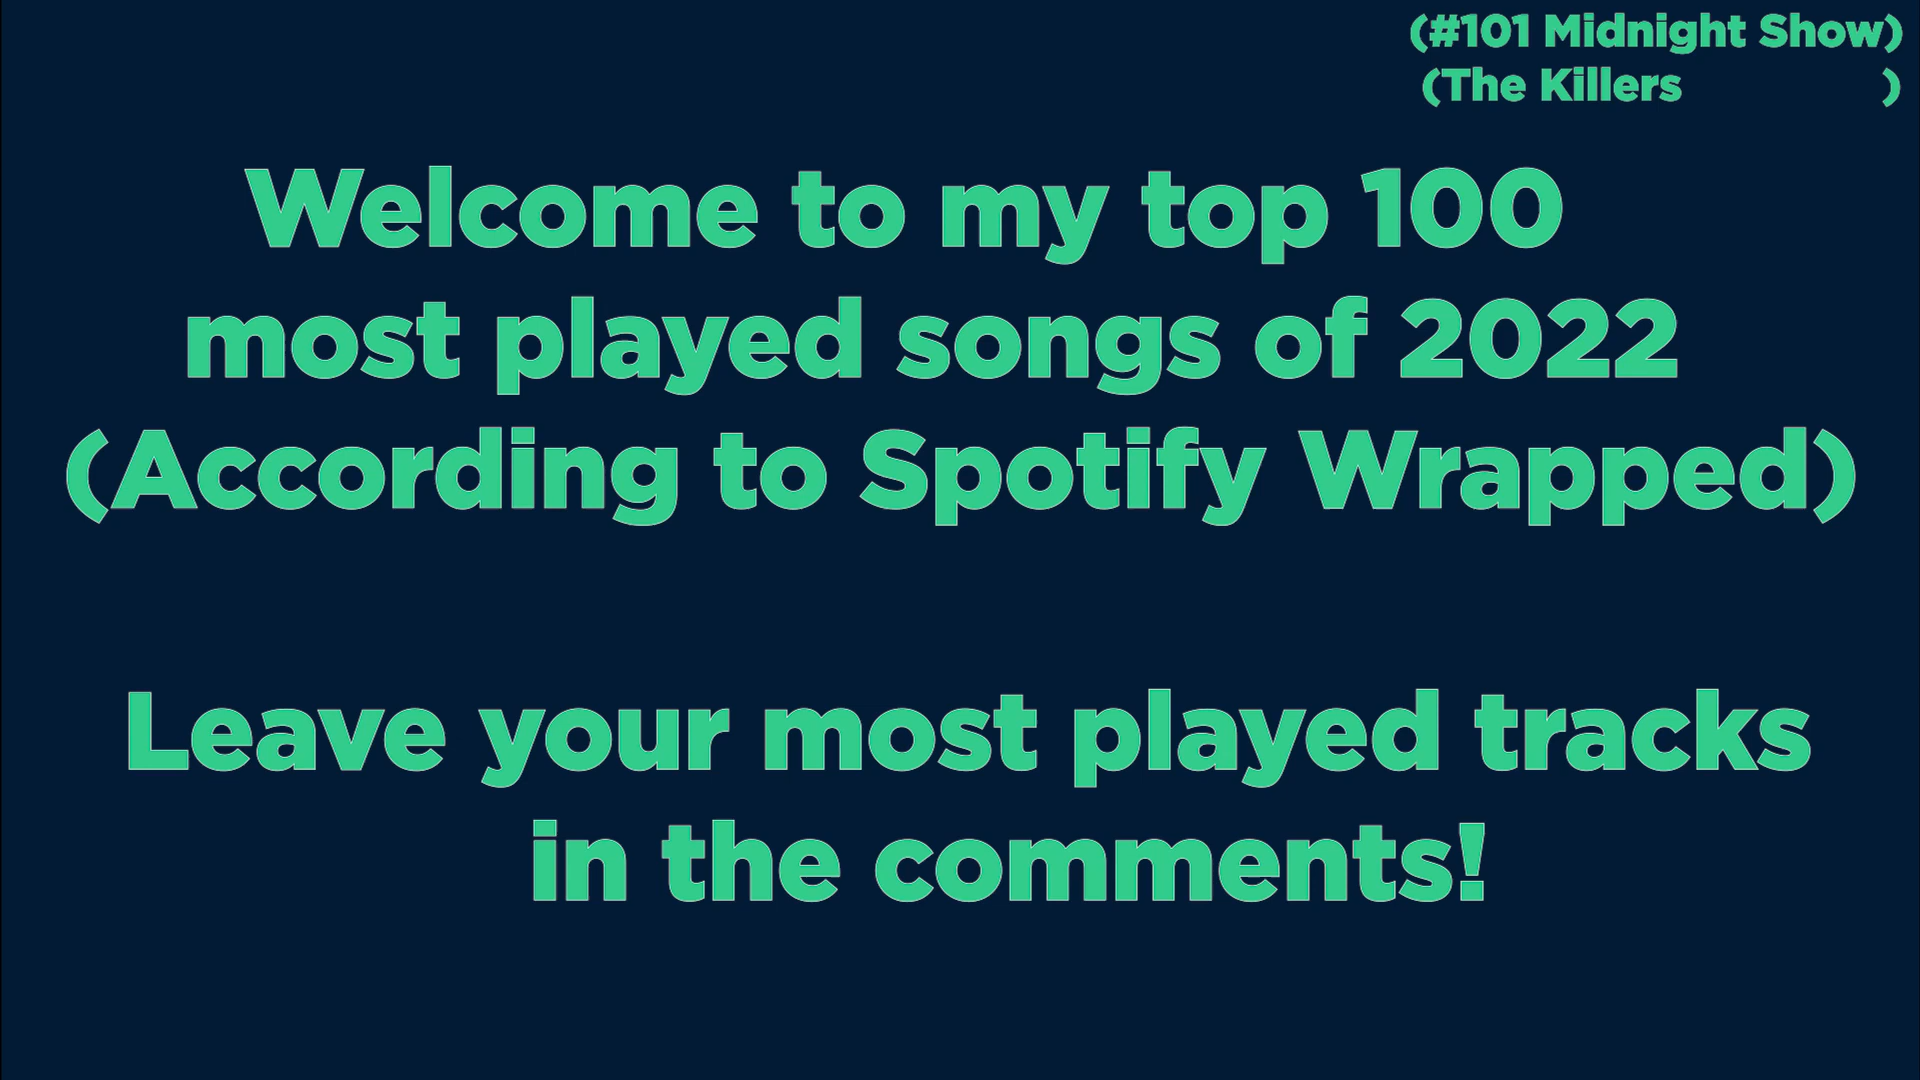 (#101 Midnight Show)
(The Killers )
Welcome to my top 100
most played songs of 2022
(According to Spotify Wrapped)
Leave your most played tracks
in the comments!